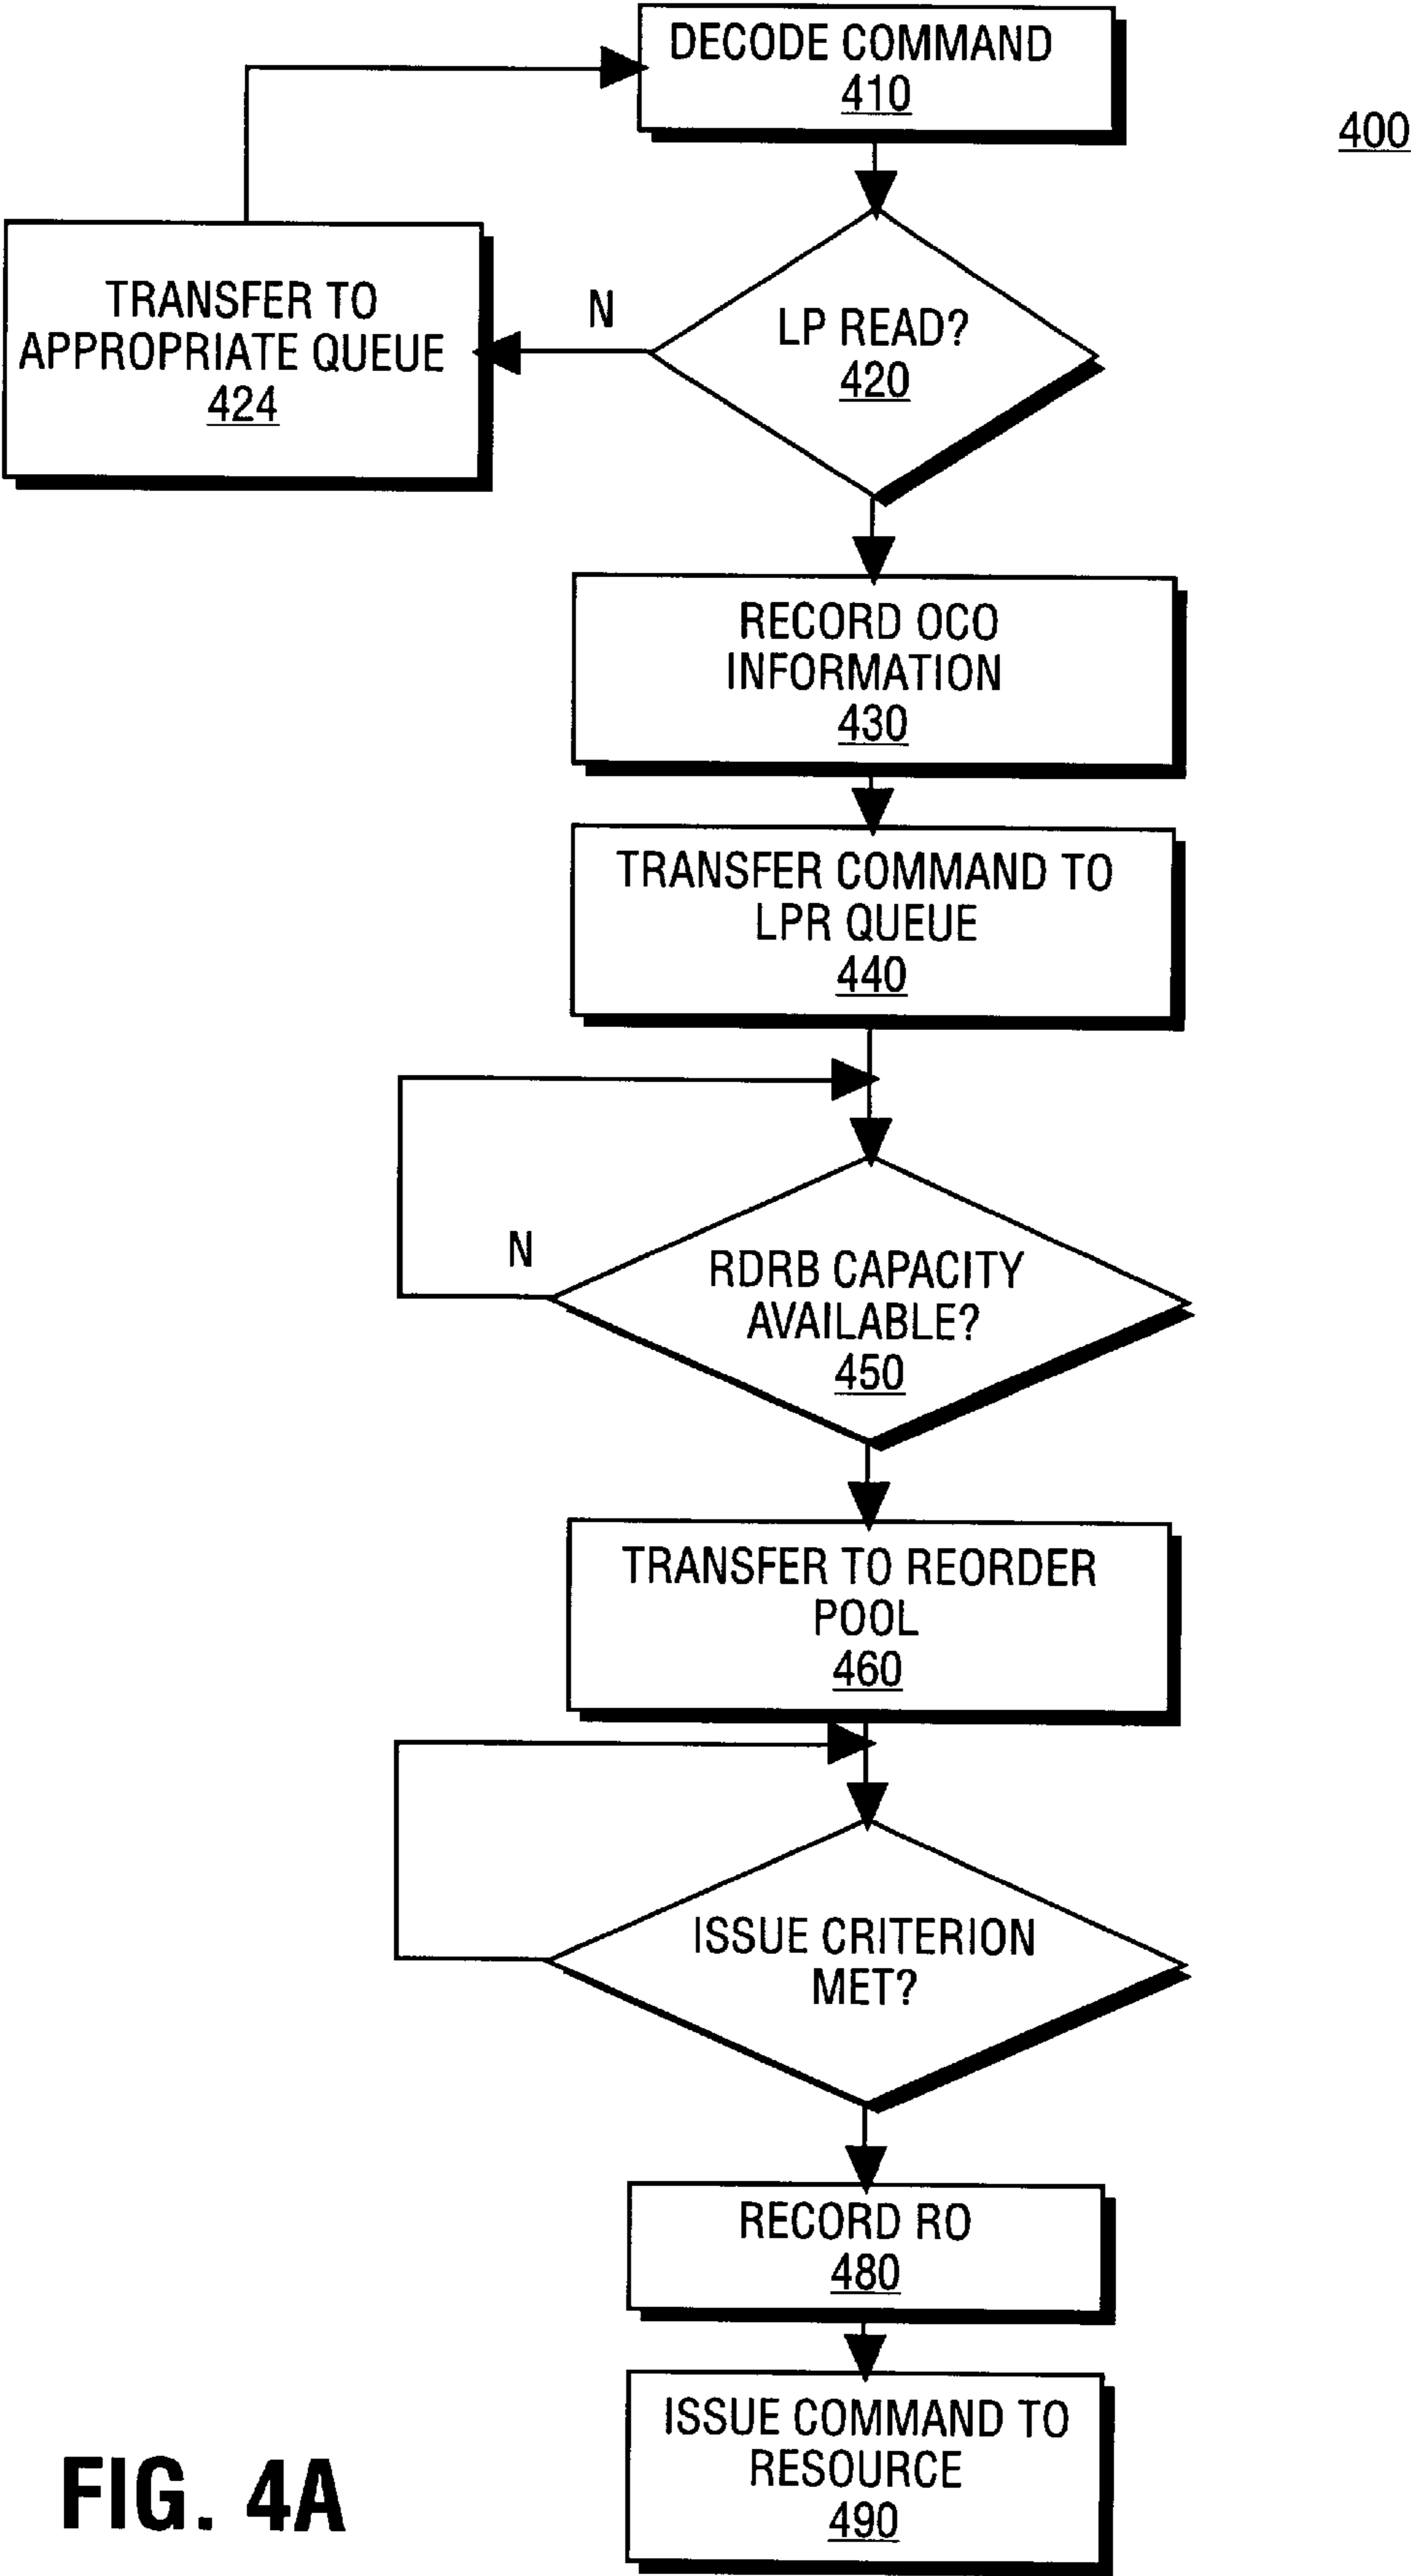 DECODE COMMAND
410
400
TRANSFER TO
APPROPRIATE QUEUE
424
N
LP READ?
420
RECORD OCO
INFORMATION
430
TRANSFER COMMAND TO
LPR QUEUE
440
N
RDRB CAPACITY
AVAILABLE?
450
TRANSFER TO REORDER
POOL
460
ISSUE CRITERION
MET?
RECORD RO
480
ISSUE COMMAND TO
RESOURCE
490
FIG. 4A